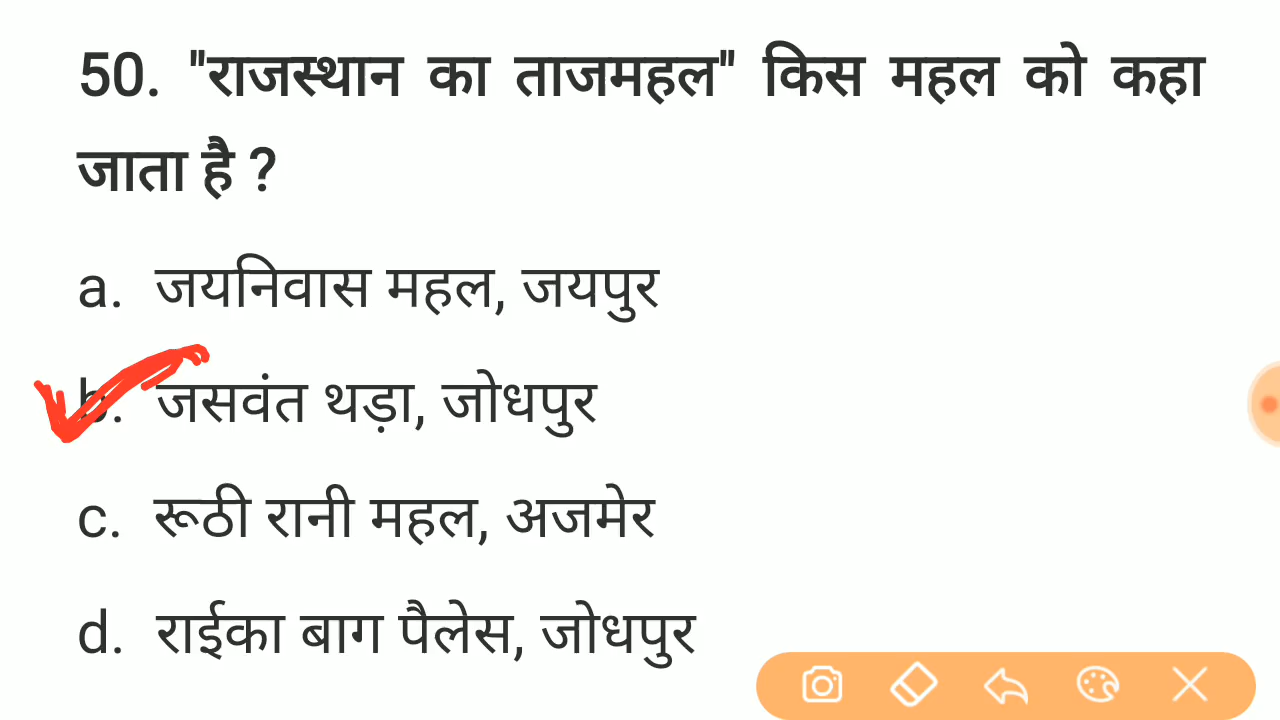 50. "राजस्थान का ताजमहल" किस महल को कहा
जाता है ?
a. जयनिवास महल, जयपुर
b. जसवंत थड़ा, जोधपुर
c. रूठी रानी महल, अजमेर
d. राईका बाग पैलेस, जोधपुर